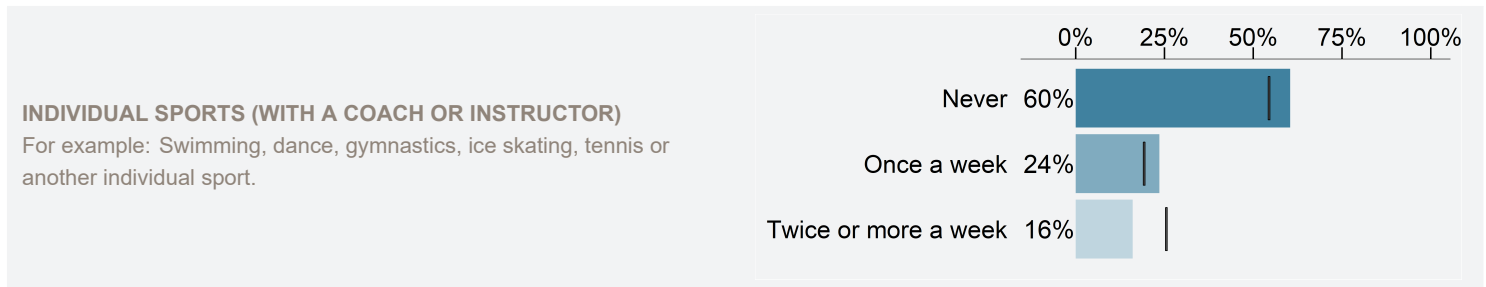 INDIVIDUAL SPORTS (WITH A COACH OR INSTRUCTOR)
For example: Swimming, dance, gymnastics, ice skating, tennis or
another individual sport.
0% 25% 50% 75% 100%
Never 60%
Once a week 24%
Twice or more a week 16%